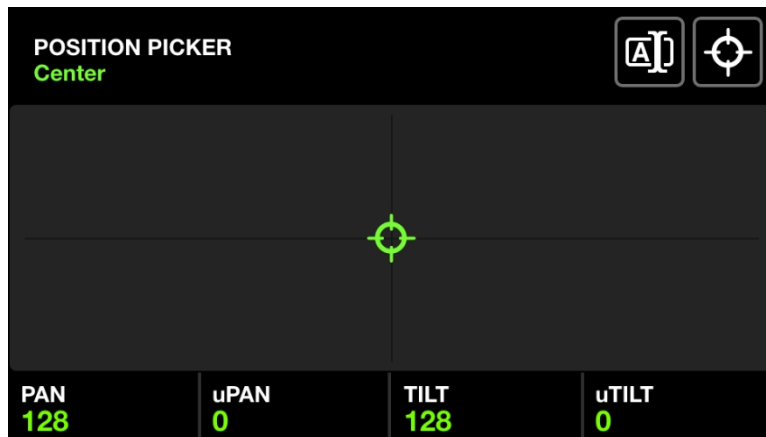 POSITION PICKER
Center
A
PAN
128
uPAN
0
TILT
128
uTILT
0